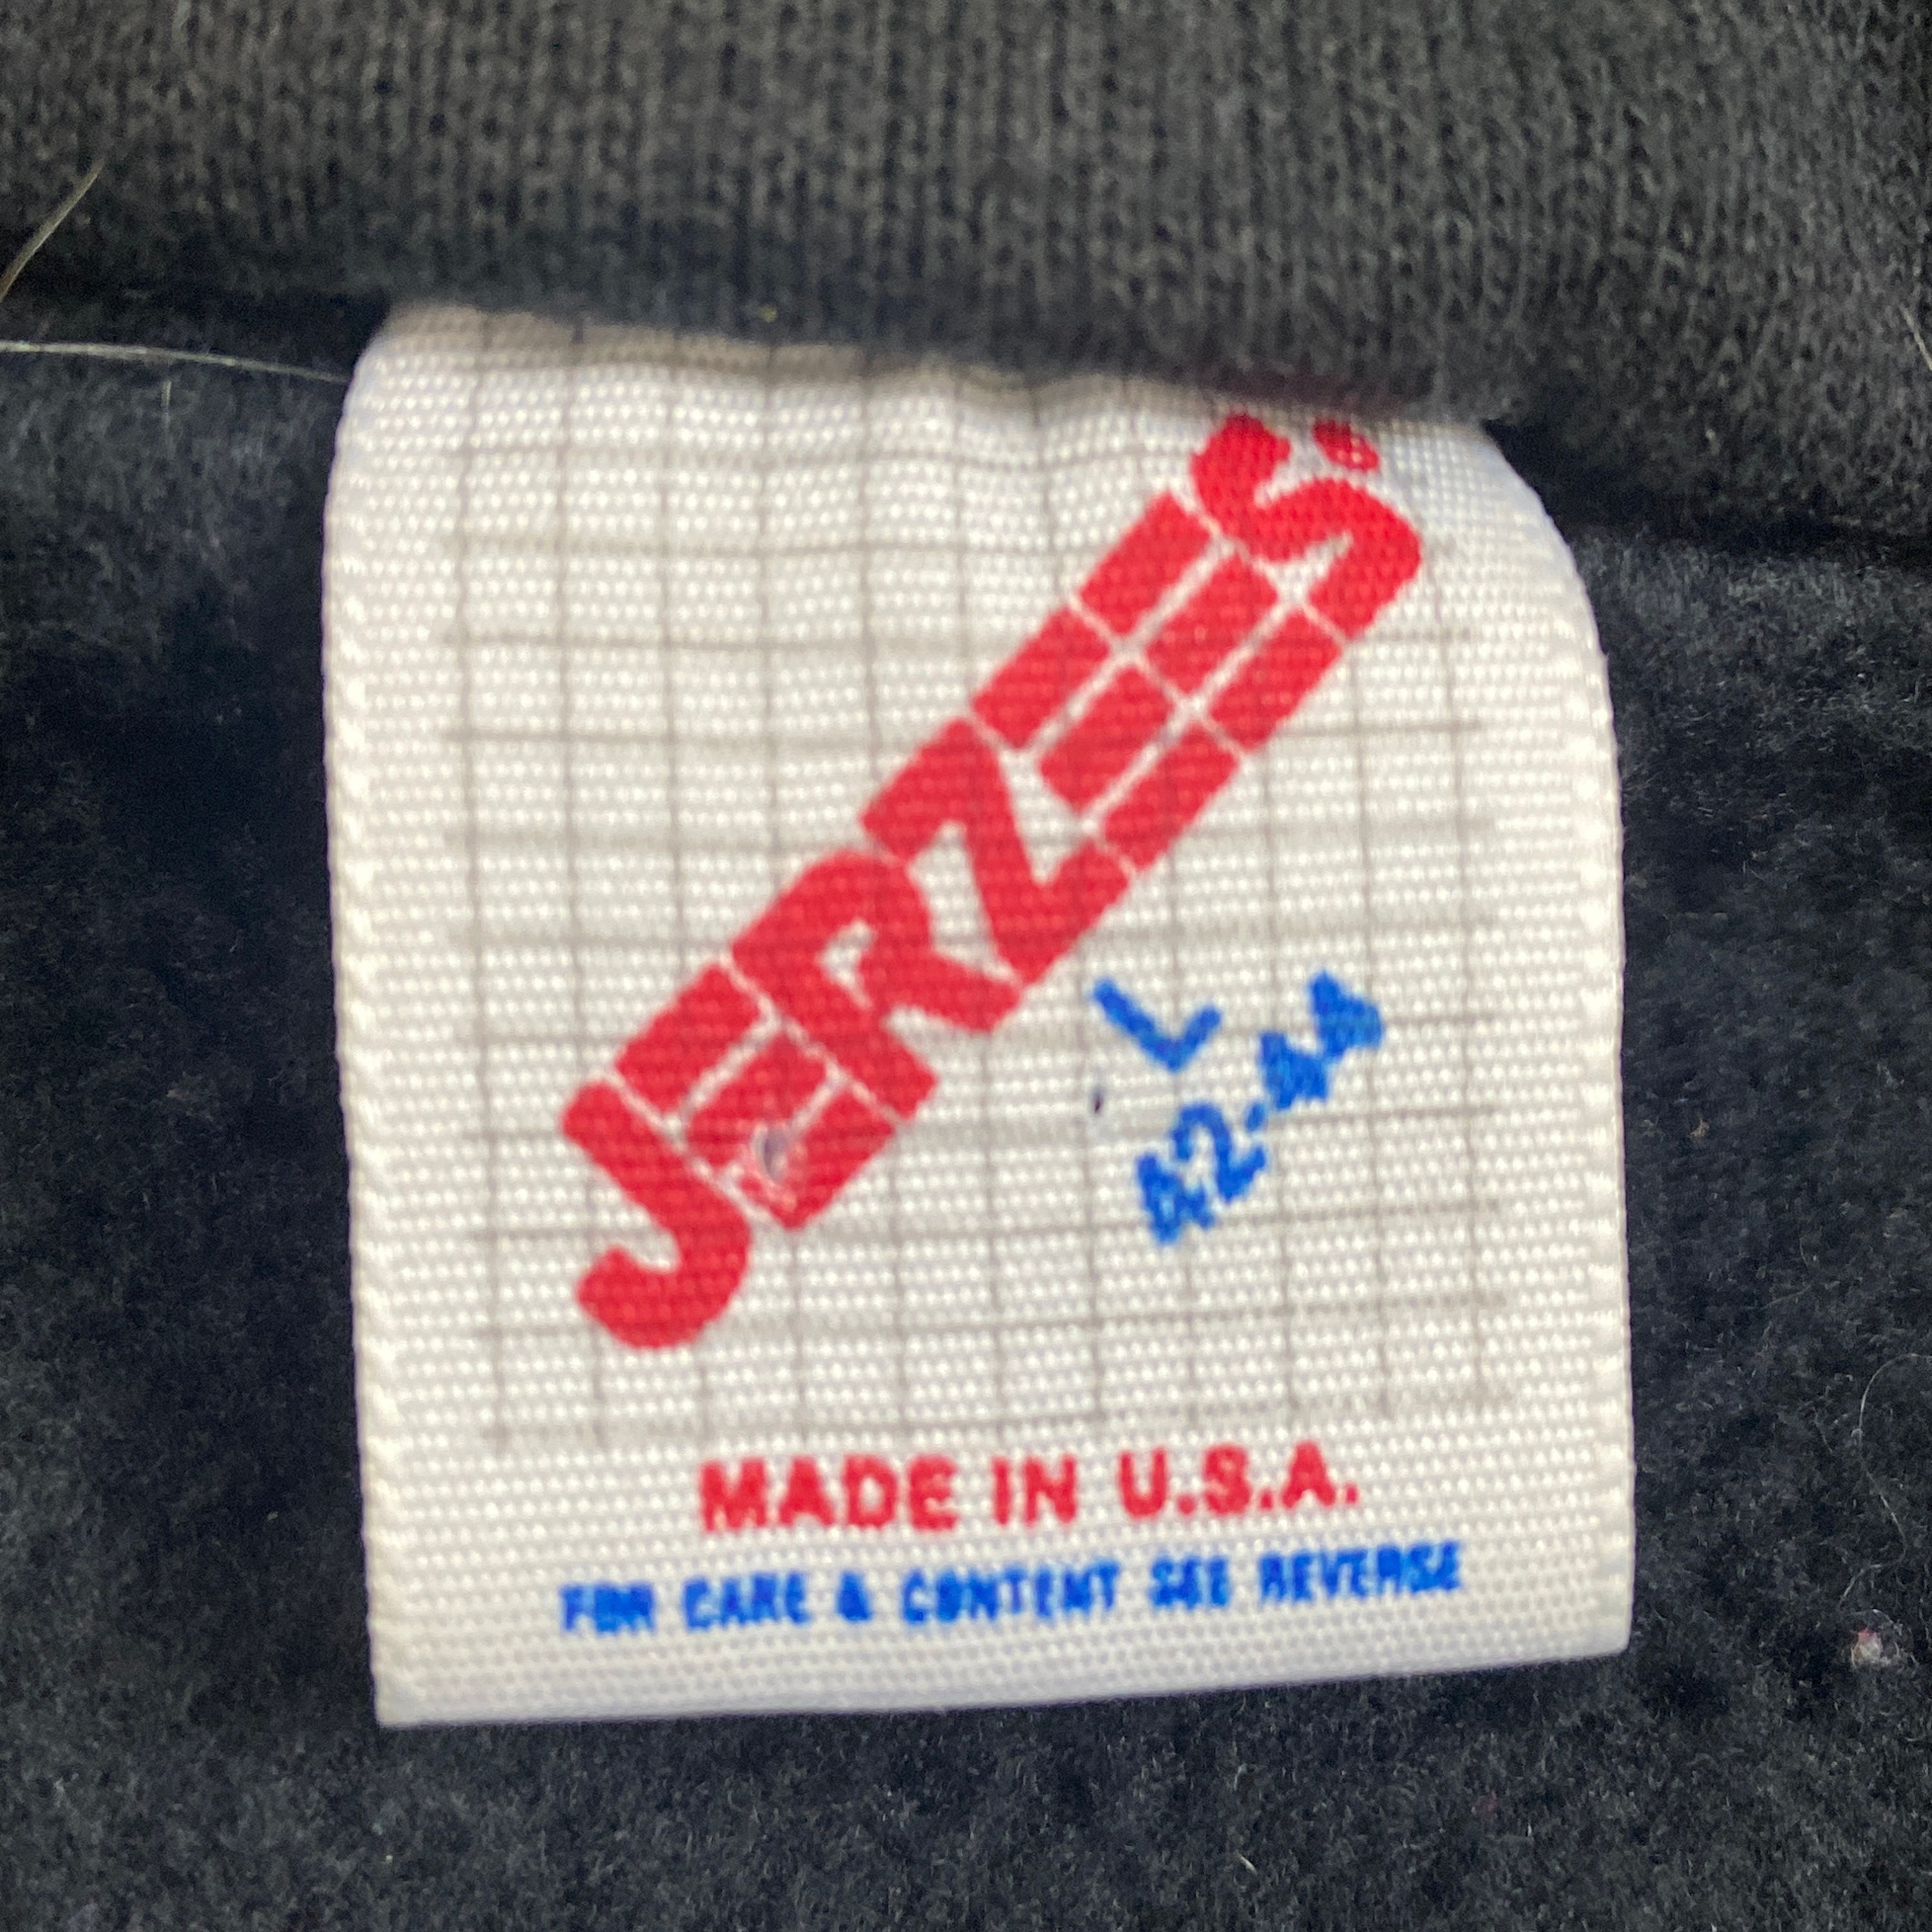 JERZEES.
L
42-44
MADE IN U.S.A.
FOR CARE & CONTENT SEE REVERSE